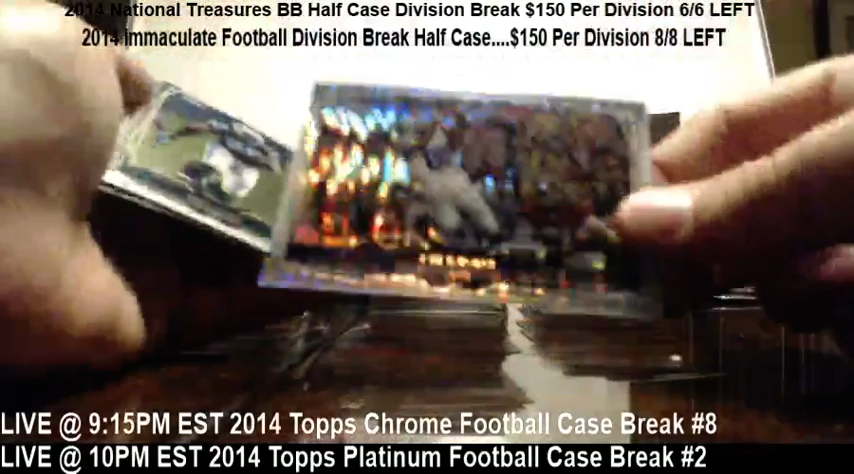 2014 National Treasures BB Half Case Division Break $150 Per Division 6/6 LEFT
2014 Immaculate Football Division Break Half Case....$150 Per Division 8/8 LEFT
LIVE @ 9:15PM EST 2014 Topps Chrome Football Case Break #8
LIVE @ 10PM EST 2014 Topps Platinum Football Case Break #2